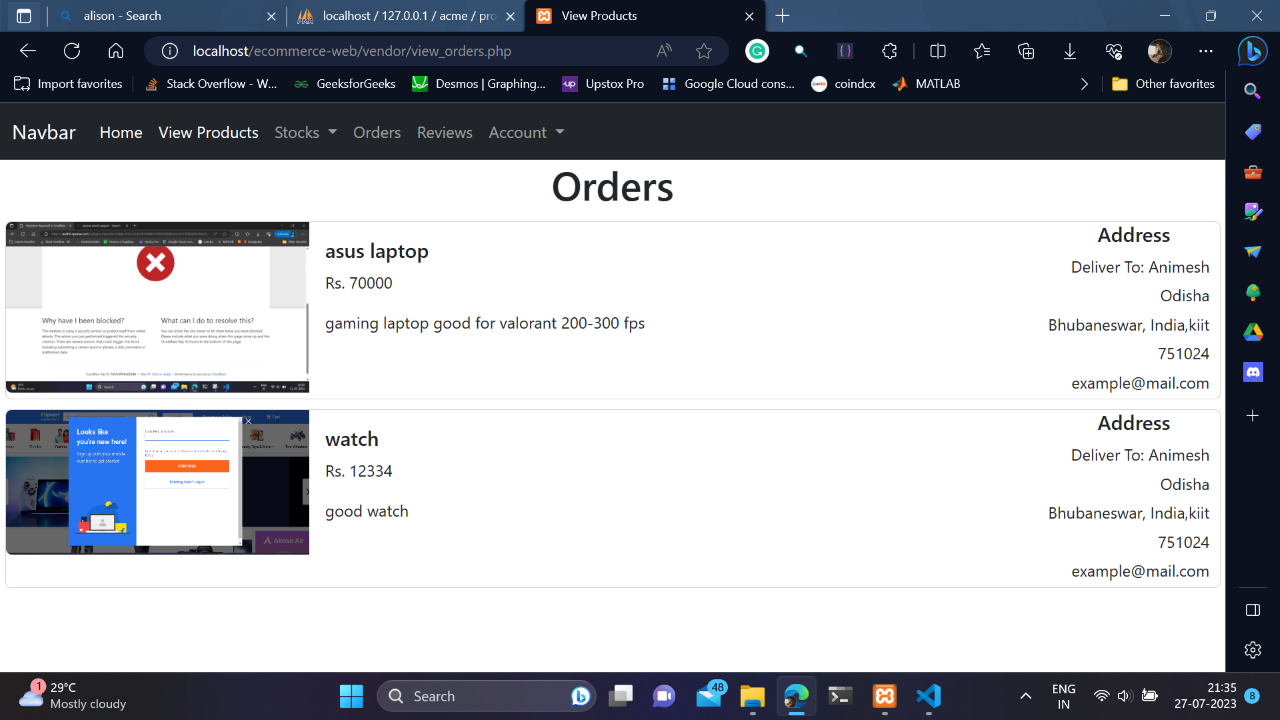 alison - Search
localhost / 127.0.0.1 / acme / pro
View Products
localhost/ecommerce-web/vendor/view_orders.php
Import favorites
Stack Overflow - W...
GeeksforGeeks
Desmos | Graphing...
Upstox Pro
Google Cloud cons...
coindcx
MATLAB
Other favorites
Navbar Home View Products Stocks Orders Reviews Account
Orders
Why have I been blocked?
What can I do to resolve this?
asus laptop
Rs. 70000
gaming laptop good with valorant 200-300 fps
Address
Deliver To: Animesh
Odisha
Bhubaneswar, India,kiit
751024
example@mail.com
Looks like
you're new here!
Sign up with your mobile
number to get started
CONTINUE
Existing User? Log in
Akasa Air
watch
Rs. 12334
good watch
Address
Deliver To: Animesh
Odisha
Bhubaneswar, India,kiit
751024
example@mail.com
1
29°C
Mostly cloudy
Search
48
ENG
IN
21:35
27-07-2023
8